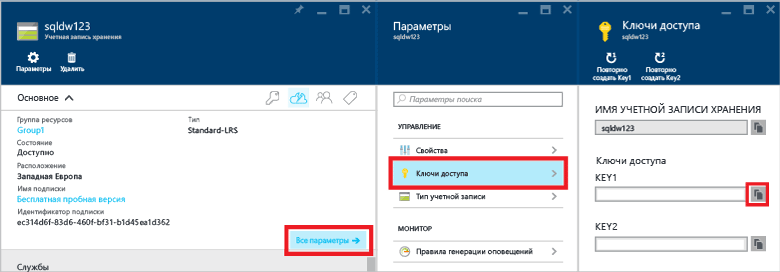 sqldw123
Учетная запись хранения
Параметры
Удалить
Основное
Группа ресурсов
Group1
Тип
Standard-LRS
Состояние
Доступно
Расположение
Западная Европа
Имя подписки
Бесплатная пробная версия
Идентификатор подписки
ec314d6f-83d6-460f-bf31-b1d45ea1d362
Все параметры →
Службы
Параметры
sqldw123
Параметры поиска
УПРАВЛЕНИЕ
Свойства
Ключи доступа
Тип учетной записи
МОНИТОР
Правила генерации оповещений
Ключи доступа
sqldw123
Повторно
создать Key1
Повторно
создать Key2
ИМЯ УЧЕТНОЙ ЗАПИСИ ХРАНЕНИЯ
sqldw123
Ключи доступа
KEY1
KEY2